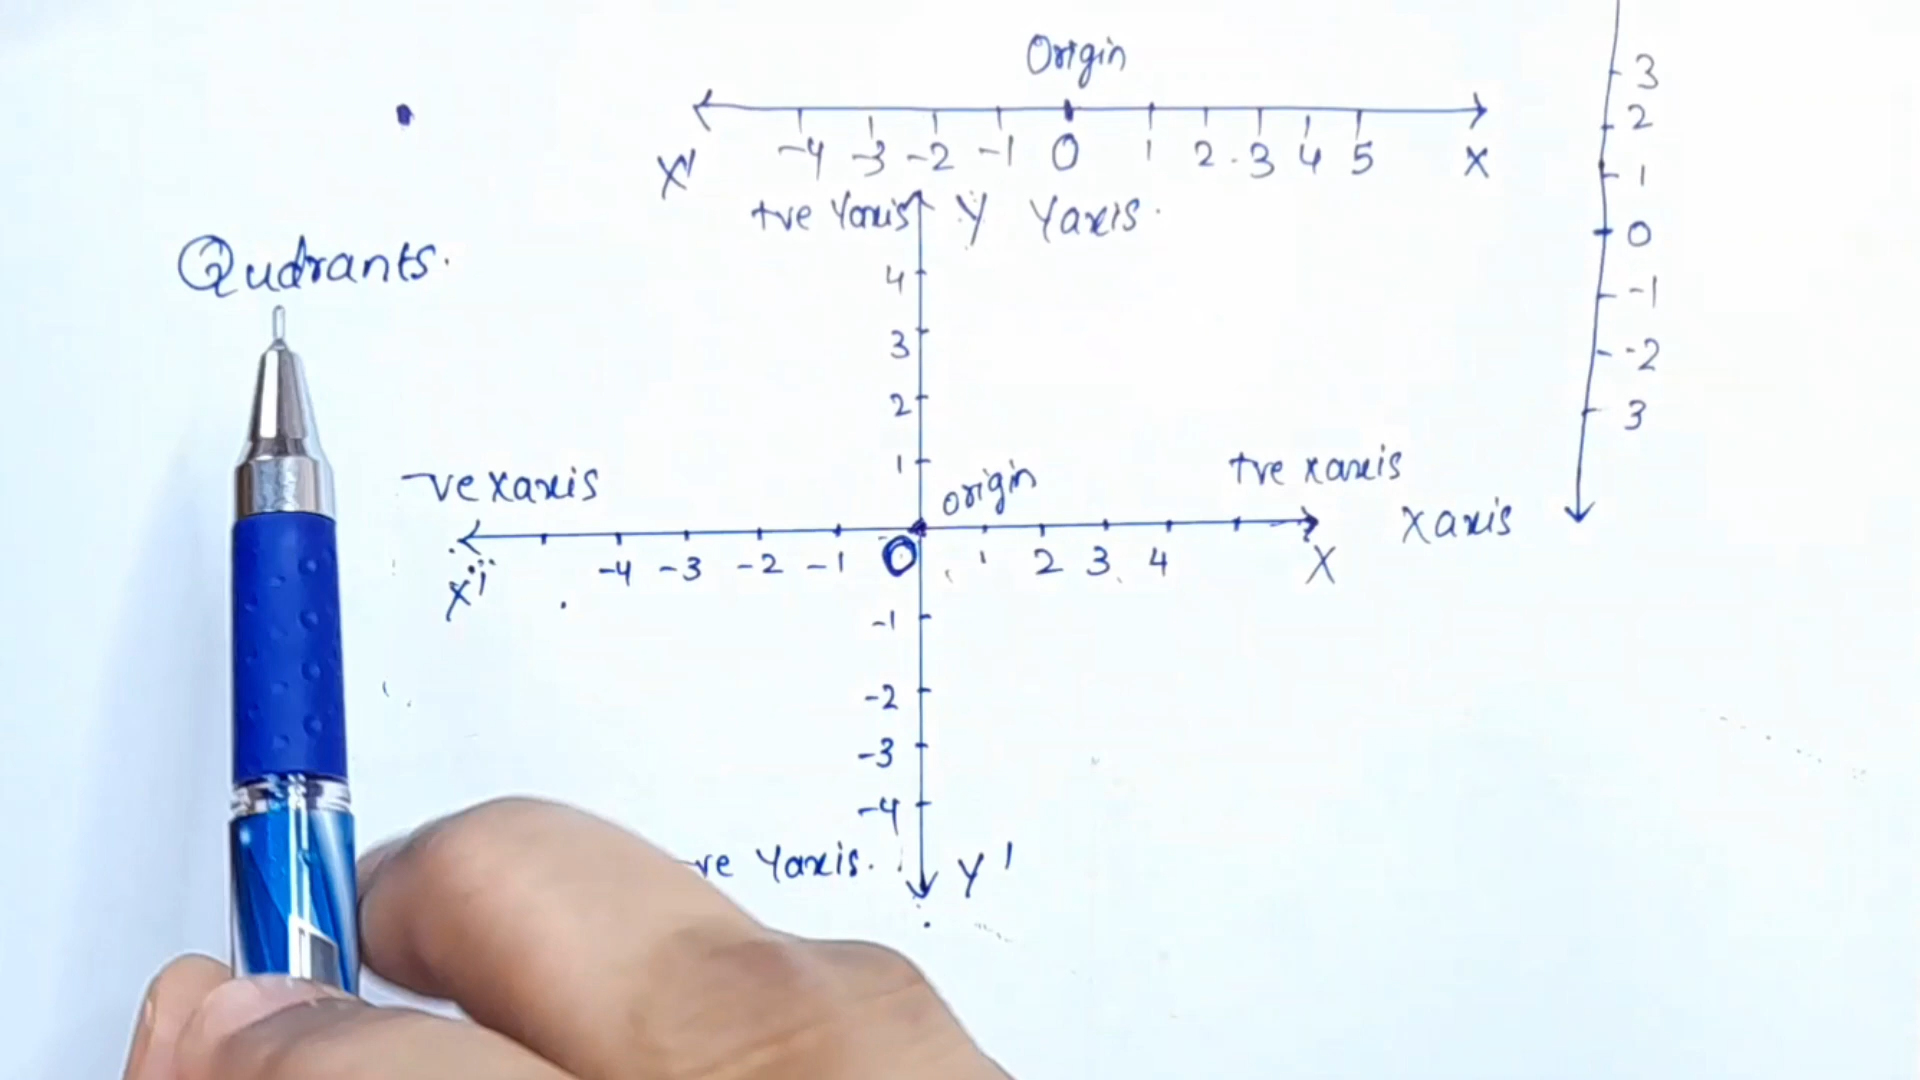 Origin
X' -4 -3 -2 -1 0 1 2 3 4 5 X
+ve Yaxis Y Yaxis.
Qudrants.
4
3
2
1
-ve xaxis
origin
+ve xaxis
X axis
X' -4 -3 -2 -1 O 1 2 3 4 X
-1
-2
-3
-4
ve Yaxis.
Y'
3
2
1
0
-1
-2
3